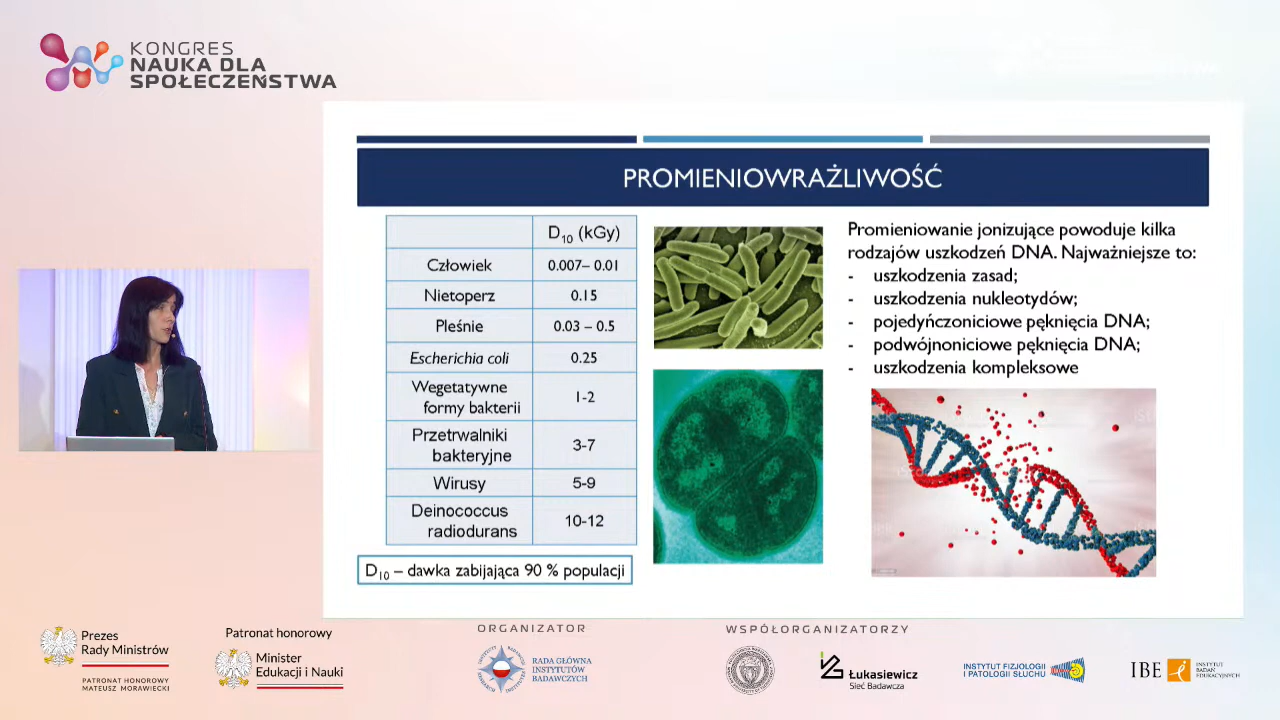 KONGRES
NAUKA DLA
SPOŁECZEŃSTWA
PROMIENIOWRAŻLIWOŚĆ
D10 (kGy)
Człowiek 0.007– 0.01
Nietoperz 0.15
Pleśnie 0.03 – 0.5
Escherichia coli 0.25
Wegetatywne
formy bakterii 1-2
Przetrwalniki
bakteryjne 3-7
Wirusy 5-9
Deinococcus
radiodurans 10-12
D10 – dawka zabijająca 90 % populacji
Promieniowanie jonizujące powoduje kilka
rodzajów uszkodzeń DNA. Najważniejsze to:
- uszkodzenia zasad;
- uszkodzenia nukleotydów;
- pojedyńczoniciowe pęknięcia DNA;
- podwójnoniciowe pęknięcia DNA;
- uszkodzenia kompleksowe
Prezes
Rady Ministrów
PATRONAT HONOROWY
MATEUSZ MORAWIECKI
Patronat honorowy
Minister
Edukacji i Nauki
ORGANIZATOR
RADA GŁÓWNA
INSTYTUTÓW
BADAWCZYCH
WSPÓŁORGANIZATORZY
Łukasiewicz
Sieć Badawcza
INSTYTUT FIZJOLOGII
I PATOLOGII SŁUCHU
IBE
INSTYTUT
BADAŃ
EDUKACYJNYCH